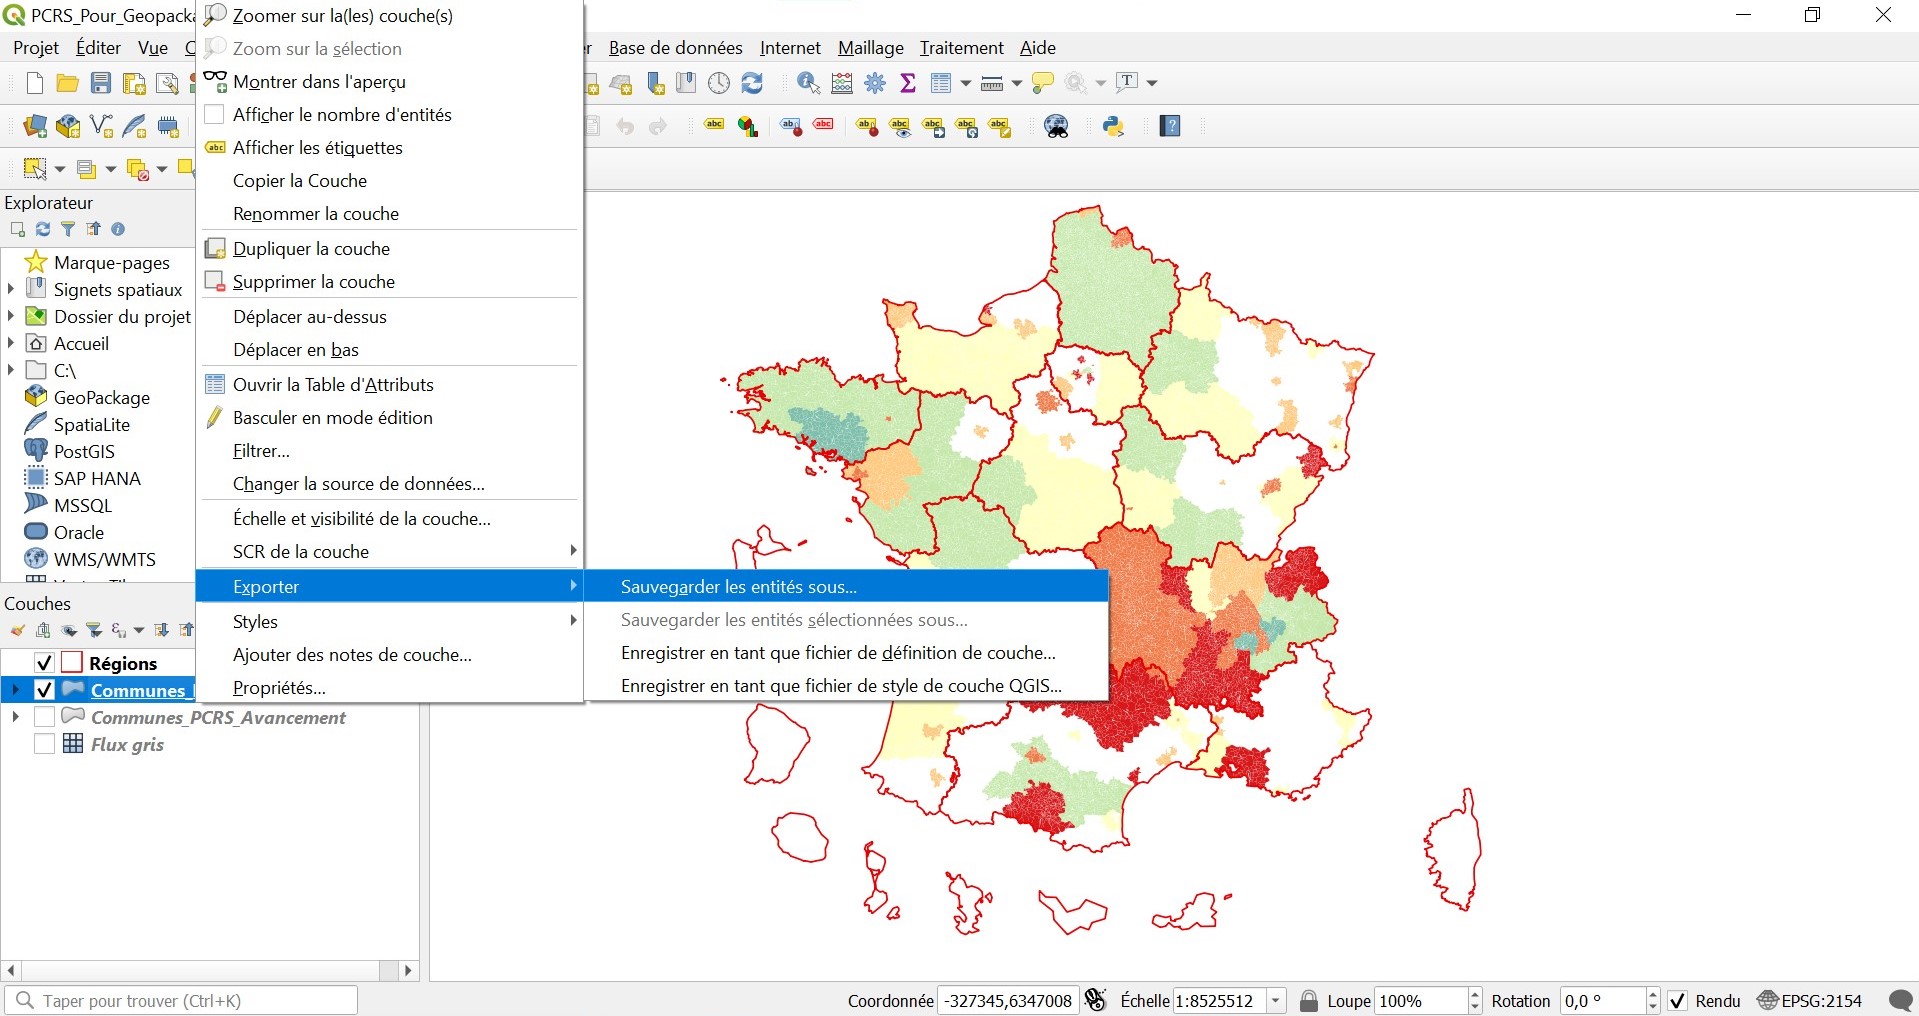 PCRS_Pour_Geopacka
Projet Éditer Vue C
r Base de données Internet Maillage Traitement Aide
Zoomer sur la(les) couche(s)
Zoom sur la sélection
Montrer dans l'aperçu
Afficher le nombre d'entités
abc Afficher les étiquettes
Copier la Couche
Renommer la couche
Dupliquer la couche
Supprimer la couche
Déplacer au-dessus
Déplacer en bas
Ouvrir la Table d'Attributs
Basculer en mode édition
Filtrer...
Changer la source de données...
Échelle et visibilité de la couche...
SCR de la couche
Exporter
Styles
Ajouter des notes de couche...
Propriétés...
Sauvegarder les entités sous...
Sauvegarder les entités sélectionnées sous...
Enregistrer en tant que fichier de définition de couche...
Enregistrer en tant que fichier de style de couche QGIS...
Explorateur
Marque-pages
Signets spatiaux
Dossier du projet
Accueil
C:\
GeoPackage
SpatiaLite
PostGIS
SAP HANA
MSSQL
Oracle
WMS/WMTS
Couches
Régions
Communes_
Communes_PCRS_Avancement
Flux gris
Taper pour trouver (Ctrl+K)
Coordonnée -327345,6347008 Échelle 1:8525512 Loupe 100% Rotation 0,0 ° Rendu EPSG:2154